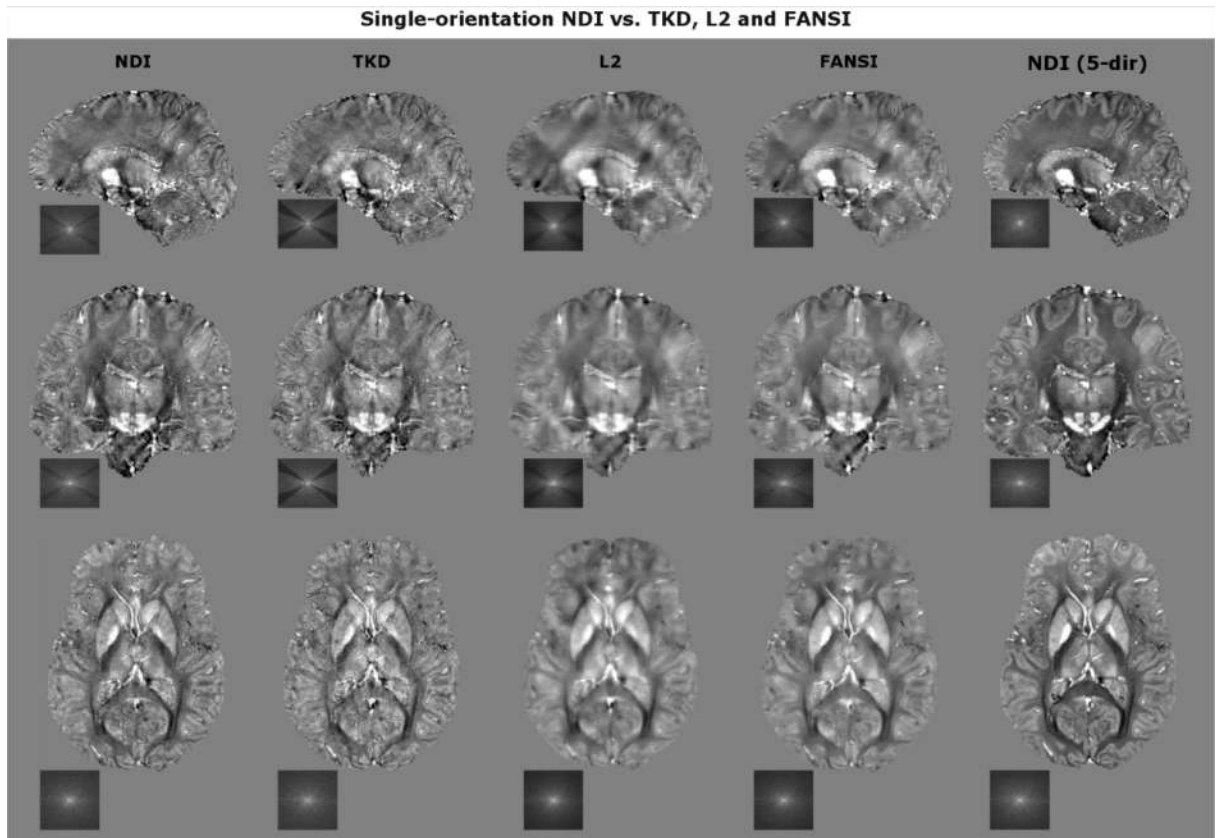 Single-orientation NDI vs. TKD, L2 and FANSI
NDI TKD L2 FANSI NDI (5-dir)